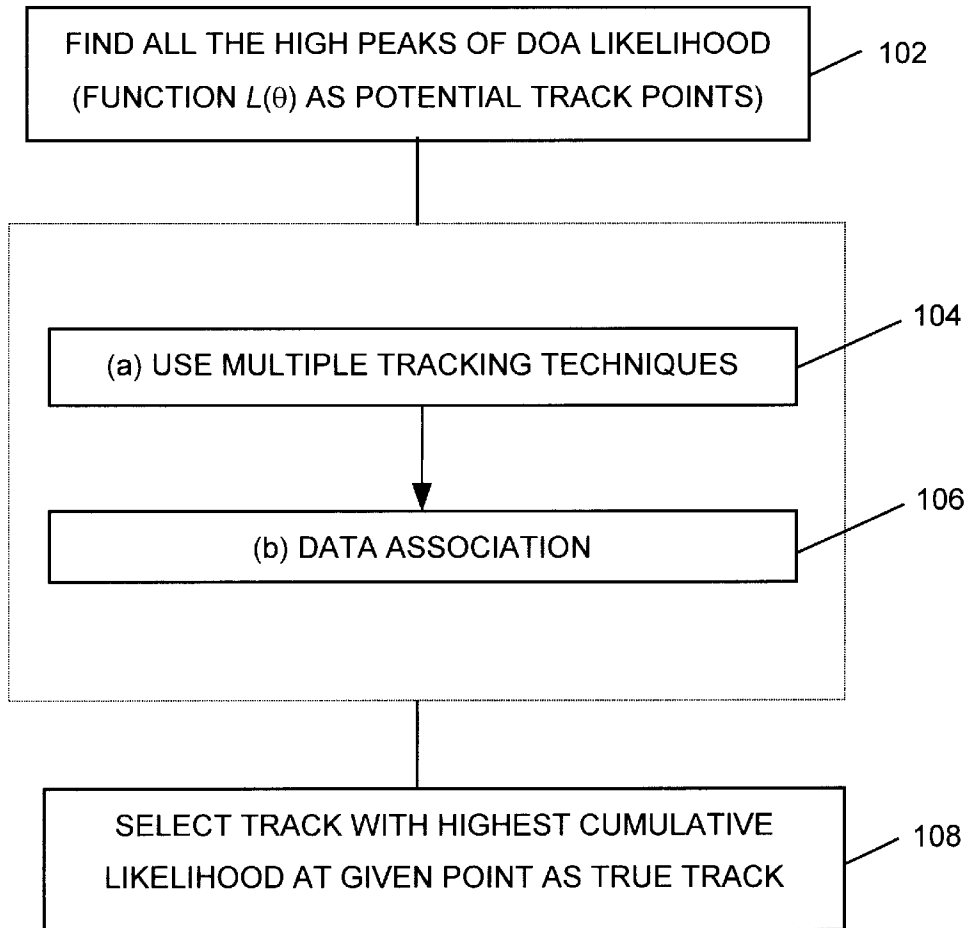 FIND ALL THE HIGH PEAKS OF DOA LIKELIHOOD
(FUNCTION L(θ) AS POTENTIAL TRACK POINTS)
102
104
(a) USE MULTIPLE TRACKING TECHNIQUES
106
(b) DATA ASSOCIATION
SELECT TRACK WITH HIGHEST CUMULATIVE
LIKELIHOOD AT GIVEN POINT AS TRUE TRACK
108